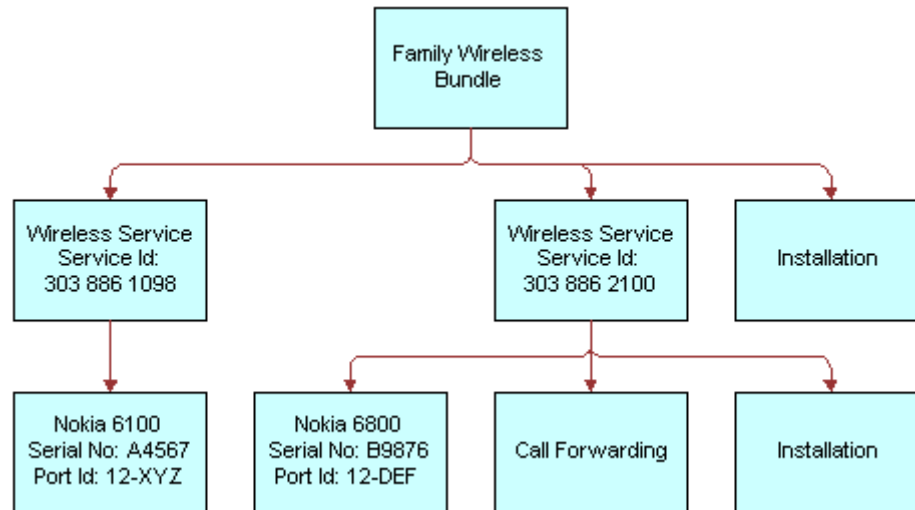 Family Wireless
Bundle
Wireless Service
Service Id:
303 886 1098
Wireless Service
Service Id:
303 886 2100
Installation
Nokia 6100
Serial No: A4567
Port Id: 12-XYZ
Nokia 6800
Serial No: B9876
Port Id: 12-DEF
Call Forwarding
Installation